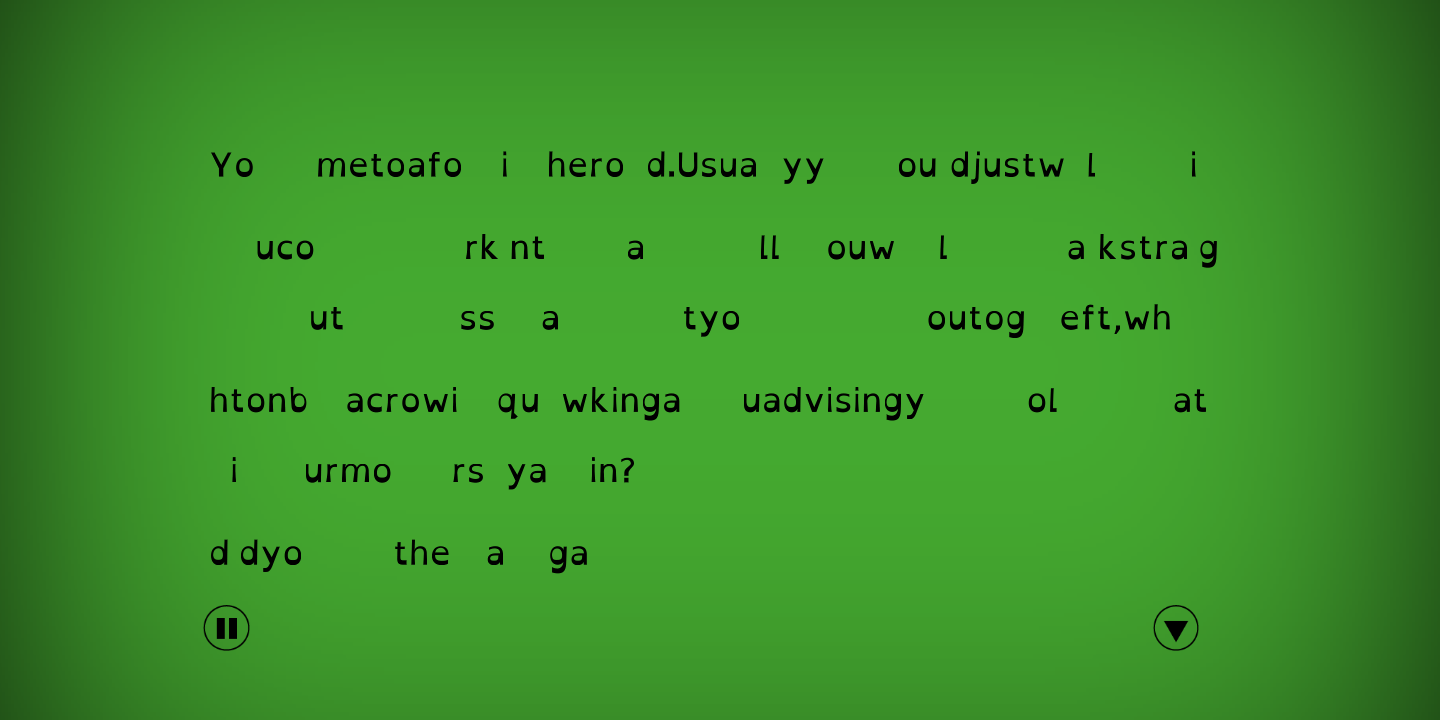 Yo metoafo i hero d.Usua yy ou djustw l i
uco rk nt a ll ouw l a kstra g
ut ss a tyo outog eft,wh
htonb acrowi qu wkinga uadvisingy ol at
i urmo rs ya in?
d dyo the a ga